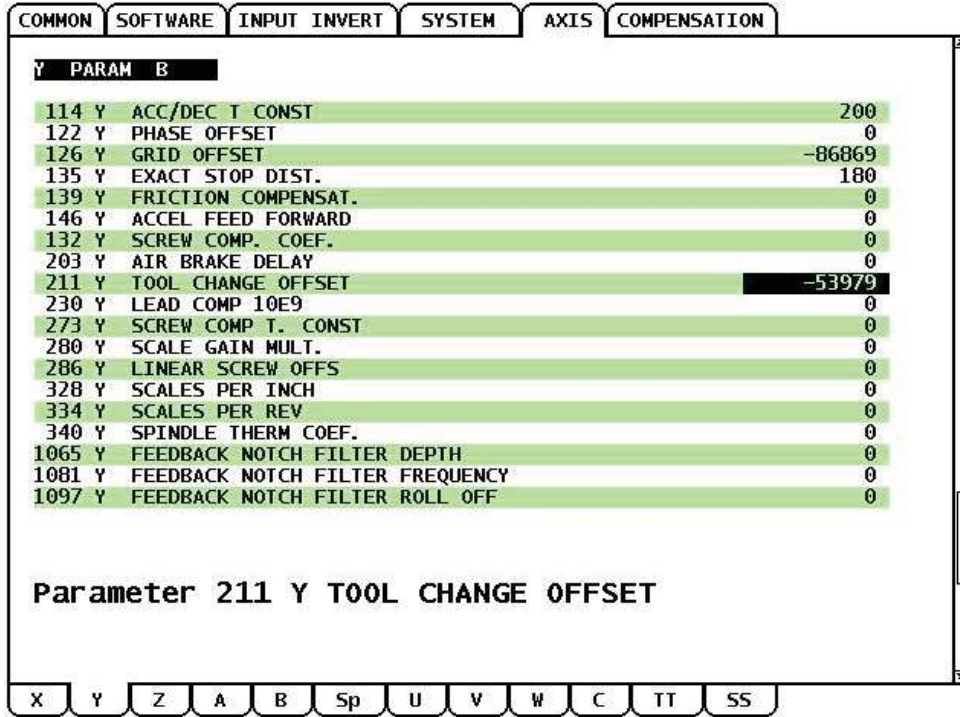 COMMON SOFTWARE INPUT INVERT SYSTEM AXIS COMPENSATION
Y PARAM B
114 Y ACC/DEC T CONST 200
122 Y PHASE OFFSET 0
126 Y GRID OFFSET -86869
135 Y EXACT STOP DIST. 180
139 Y FRICTION COMPENSAT. 0
146 Y ACCEL FEED FORWARD 0
132 Y SCREW COMP. COEF. 0
203 Y AIR BRAKE DELAY 0
211 Y TOOL CHANGE OFFSET -53979
230 Y LEAD COMP 10E9 0
273 Y SCREW COMP T. CONST 0
280 Y SCALE GAIN MULT. 0
286 Y LINEAR SCREW OFFS 0
328 Y SCALES PER INCH 0
334 Y SCALES PER REV 0
340 Y SPINDLE THERM COEF. 0
1065 Y FEEDBACK NOTCH FILTER DEPTH 0
1081 Y FEEDBACK NOTCH FILTER FREQUENCY 0
1097 Y FEEDBACK NOTCH FILTER ROLL OFF 0
Parameter 211 Y TOOL CHANGE OFFSET
X Y Z A B Sp U V W C TT SS